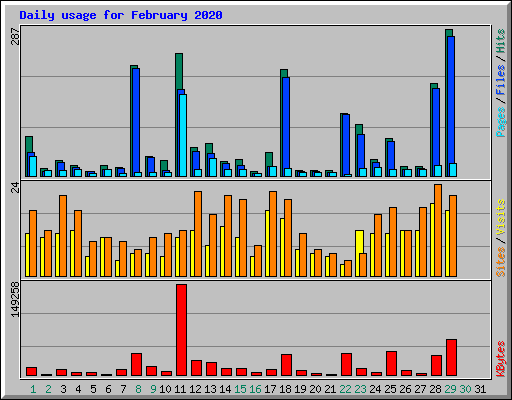 Daily usage for February 2020
287
Pages / Files / Hits
24
Sites / Visits
149258
KBytes
1 2 3 4 5 6 7 8 9 10 11 12 13 14 15 16 17 18 19 20 21 22 23 24 25 26 27 28 29 30 31